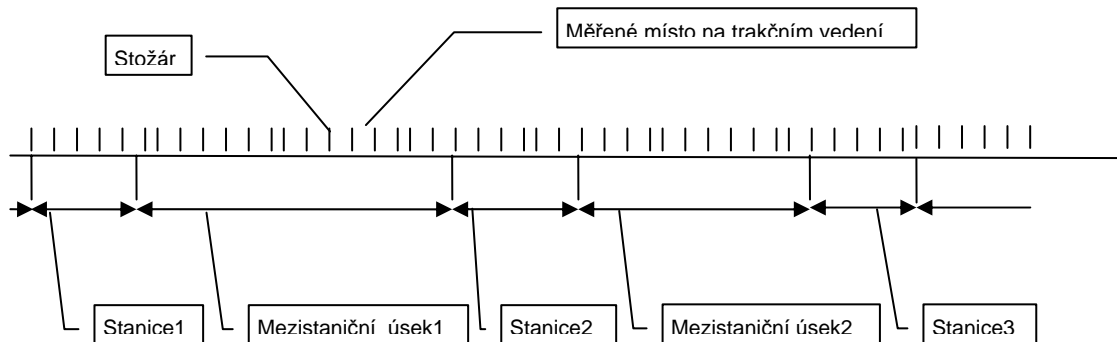 Měřené místo na trakčním vedení
Stožár
Stanice1
Mezistaniční úsek1
Stanice2
Mezistaniční úsek2
Stanice3